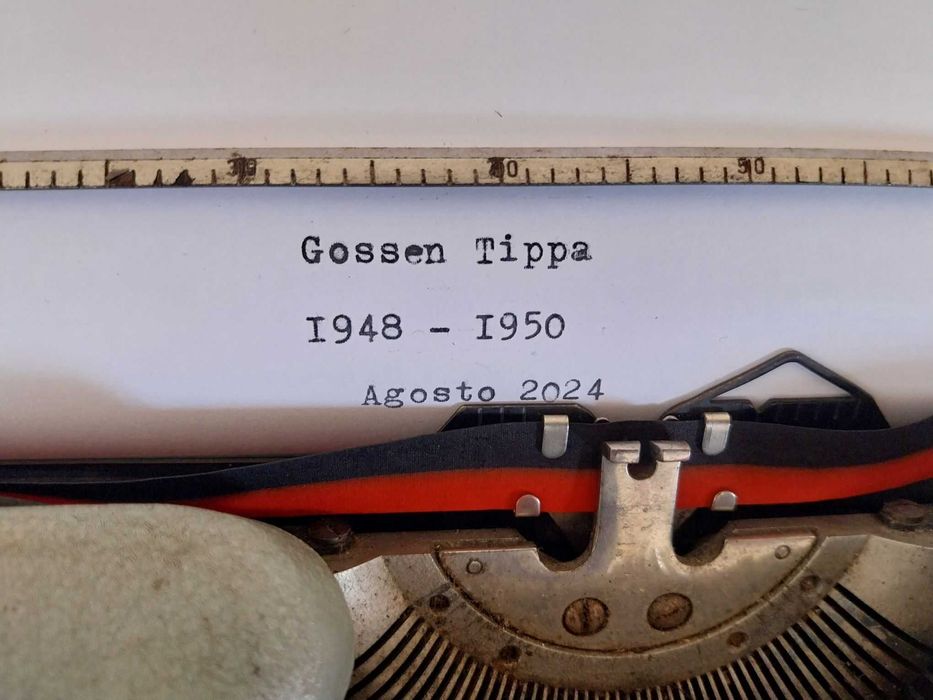 30 40 50
Gossen Tippa
I948 - I950
Agosto 2024